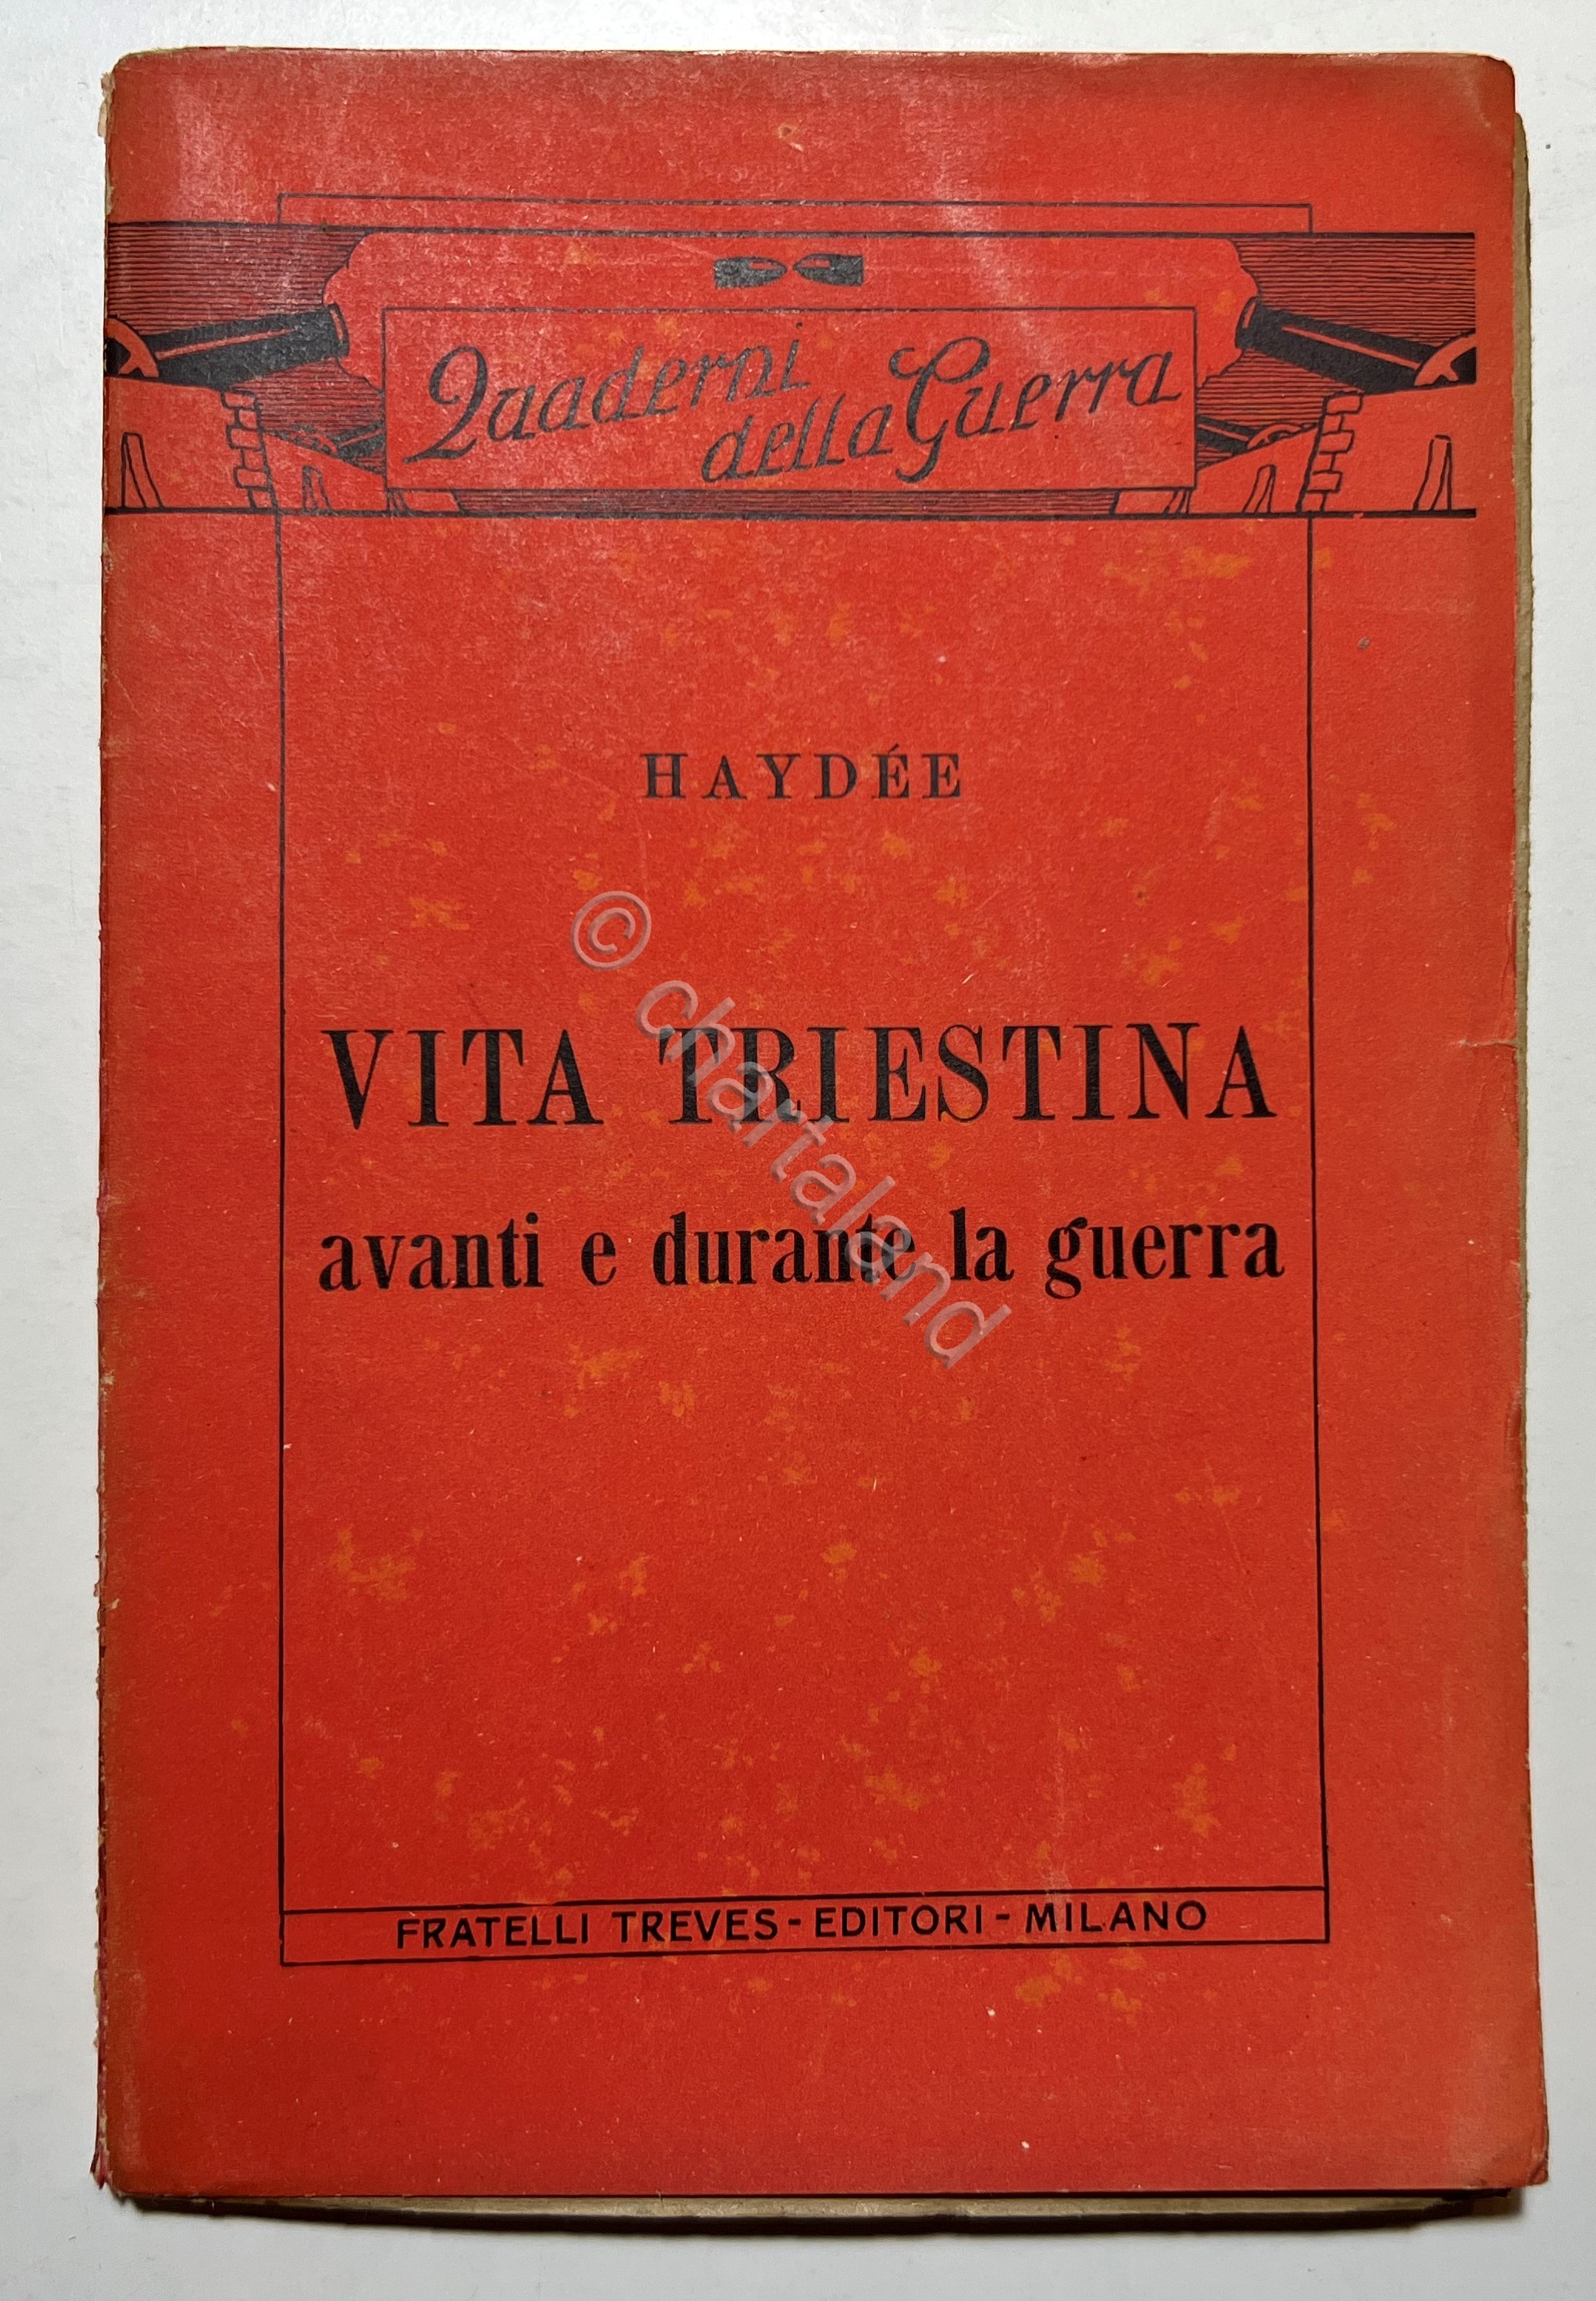 Quaderni
della Guerra
HAYDÉE
VITA TRIESTINA
avanti e durante la guerra
FRATELLI TREVES - EDITORI - MILANO
© chartaland